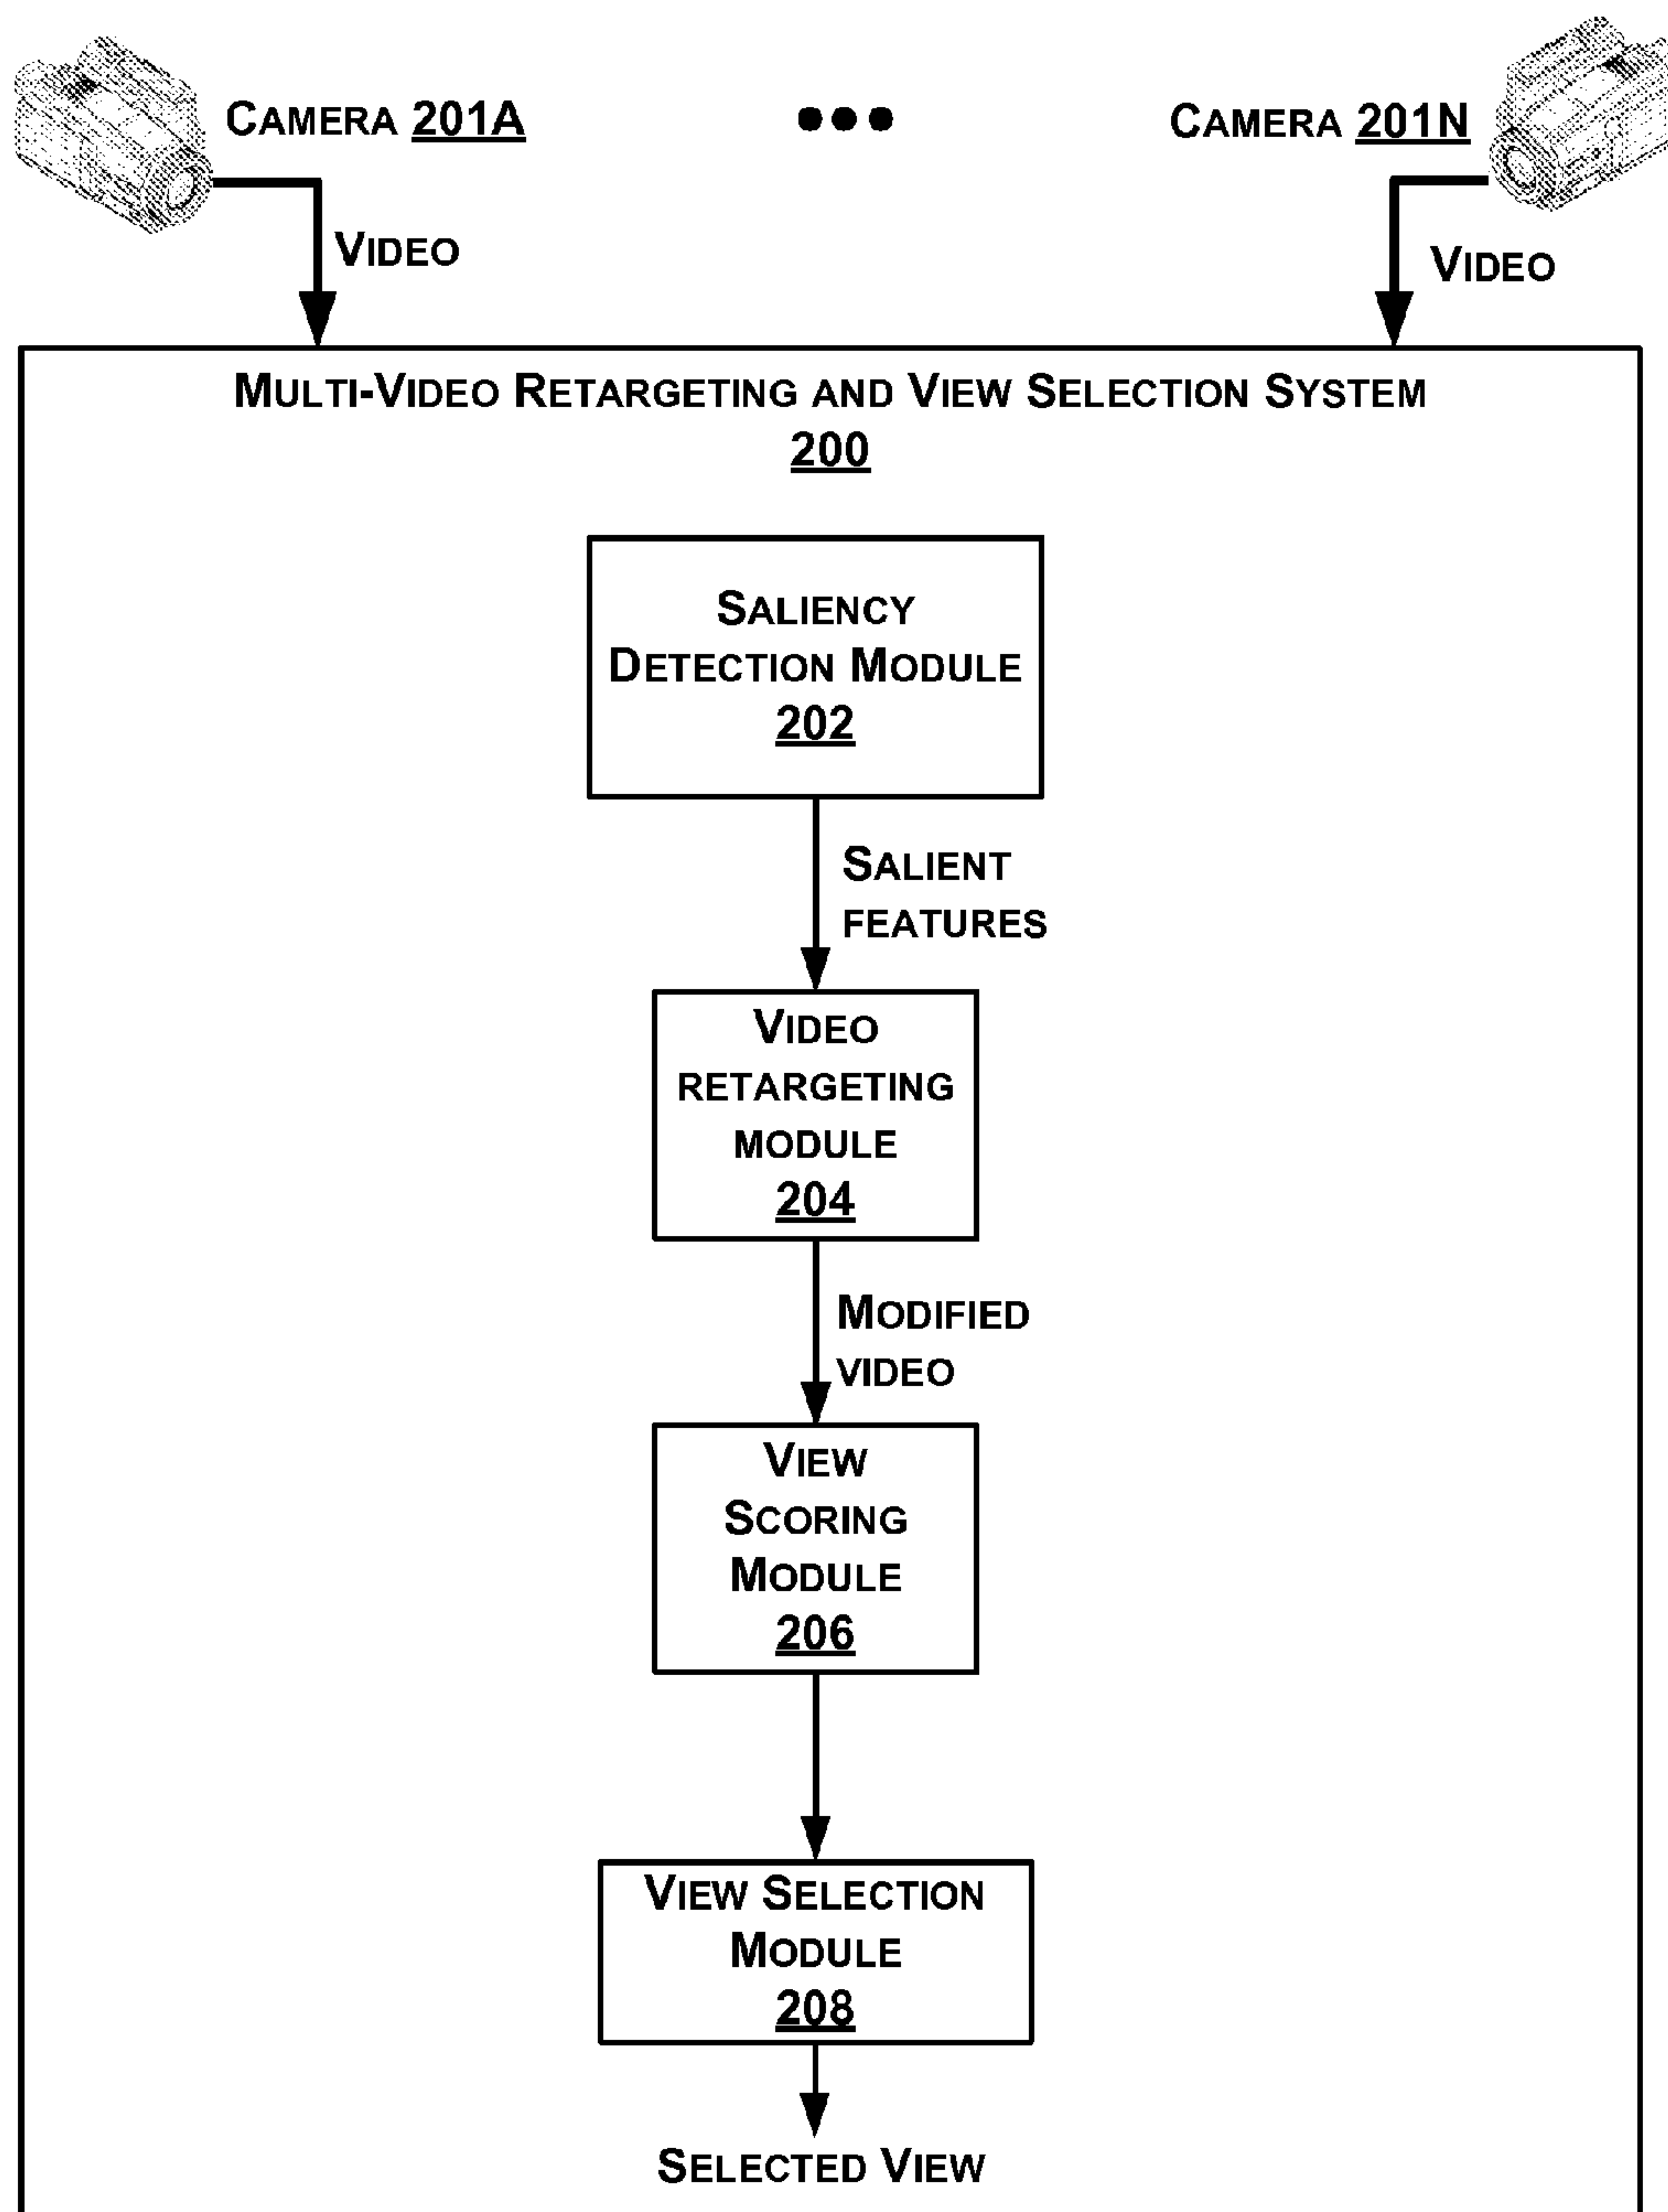 CAMERA 201A
CAMERA 201N
VIDEO
VIDEO
MULTI-VIDEO RETARGETING AND VIEW SELECTION SYSTEM
200
SALIENCY
DETECTION MODULE
202
SALIENT
FEATURES
VIDEO
RETARGETING
MODULE
204
MODIFIED
VIDEO
VIEW
SCORING
MODULE
206
VIEW SELECTION
MODULE
208
SELECTED VIEW